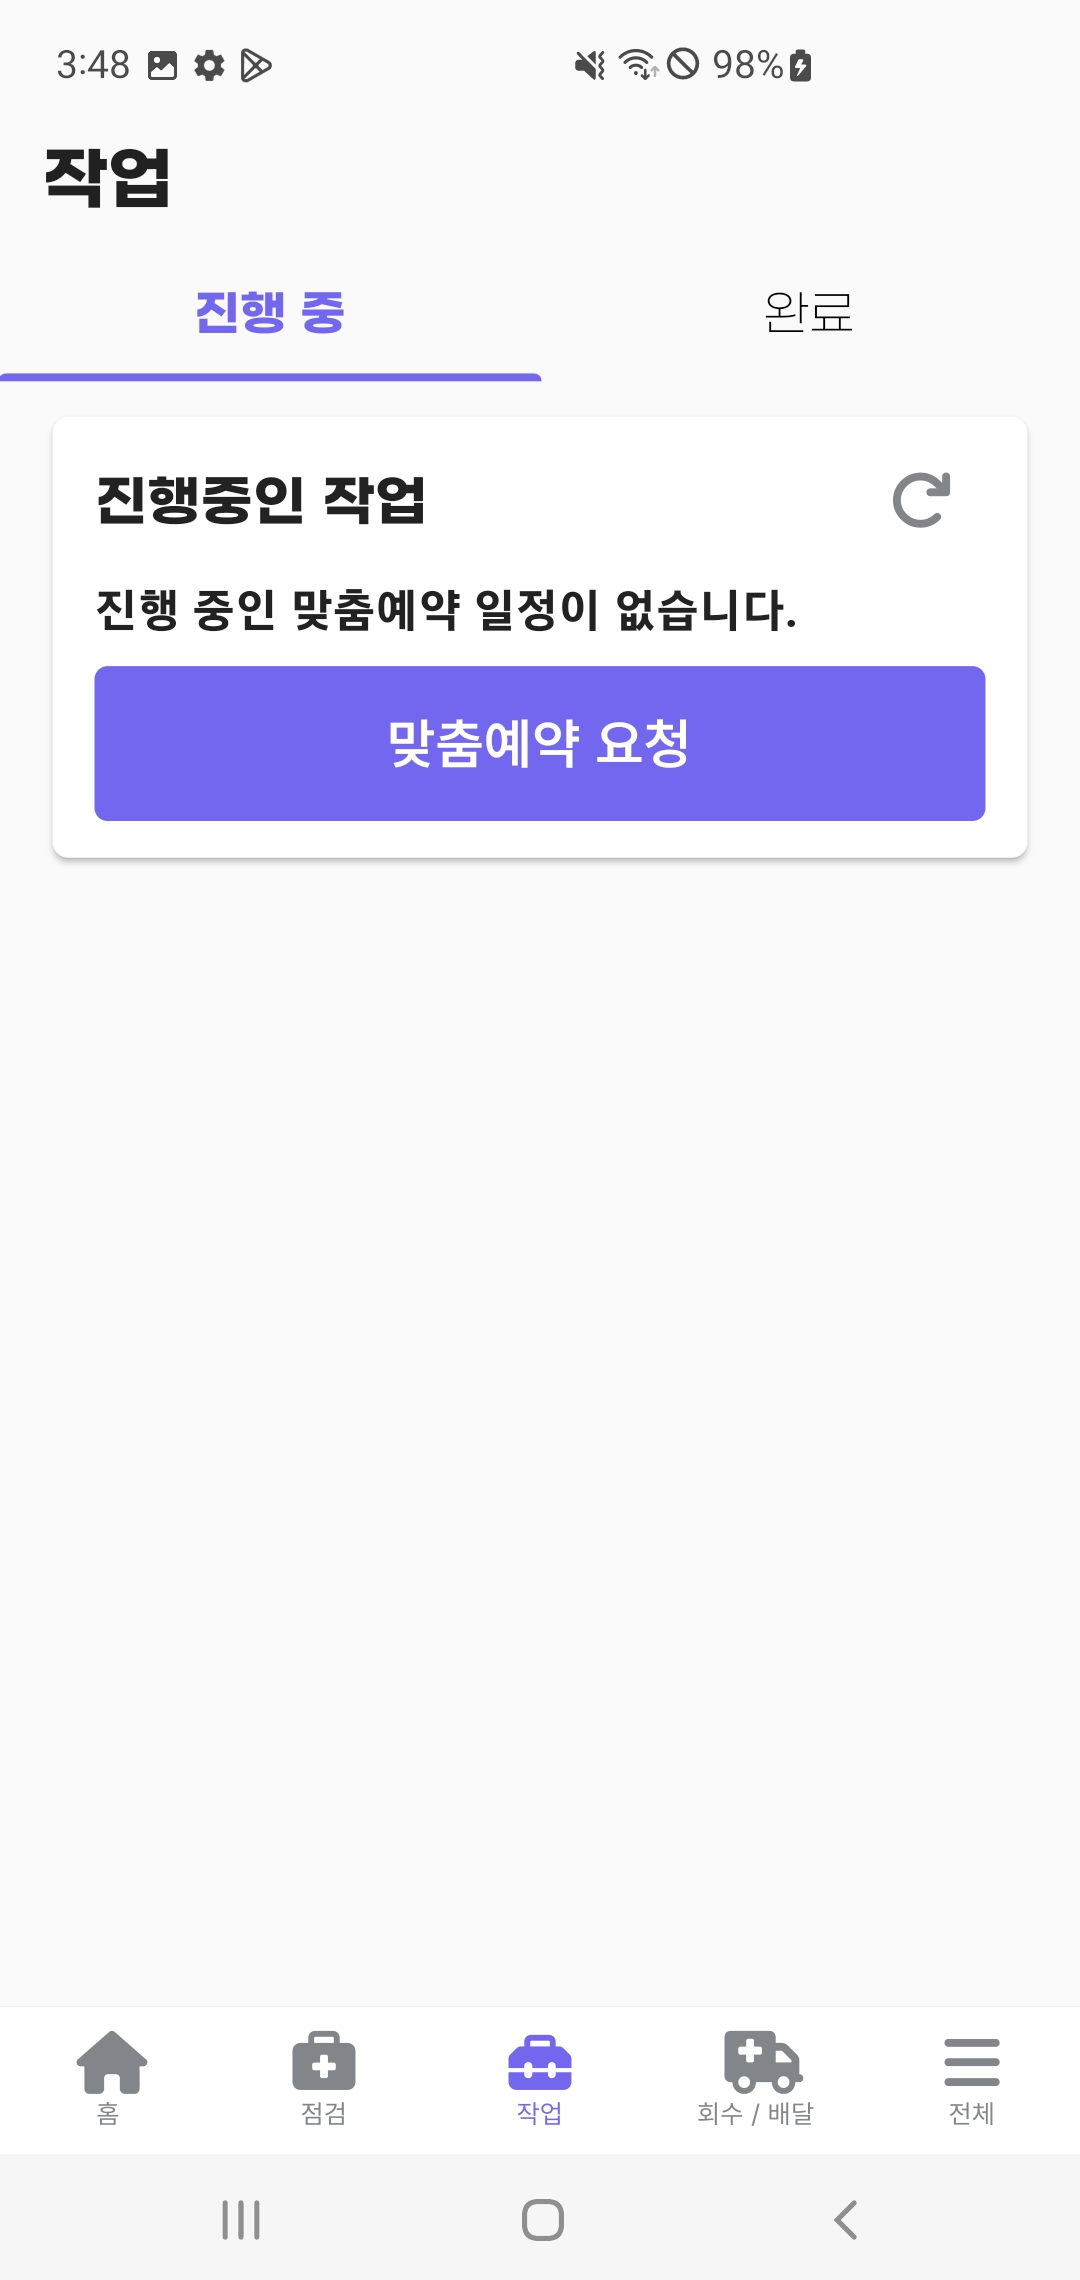 3:48
98%
작업
진행 중
완료
진행중인 작업
진행 중인 맞춤예약 일정이 없습니다.
맞춤예약 요청
홈
점검
작업
회수 / 배달
전체